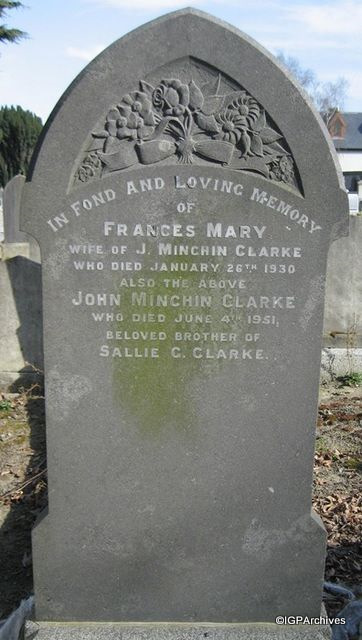 In Fond and Loving Memory
of
Frances Mary
wife of J. Minchin Clarke
who died January 26th 1930
also the above
John Minchin Clarke
who died June 4th 1951,
beloved brother of
Sallie G. Clarke.
©IGPArchives